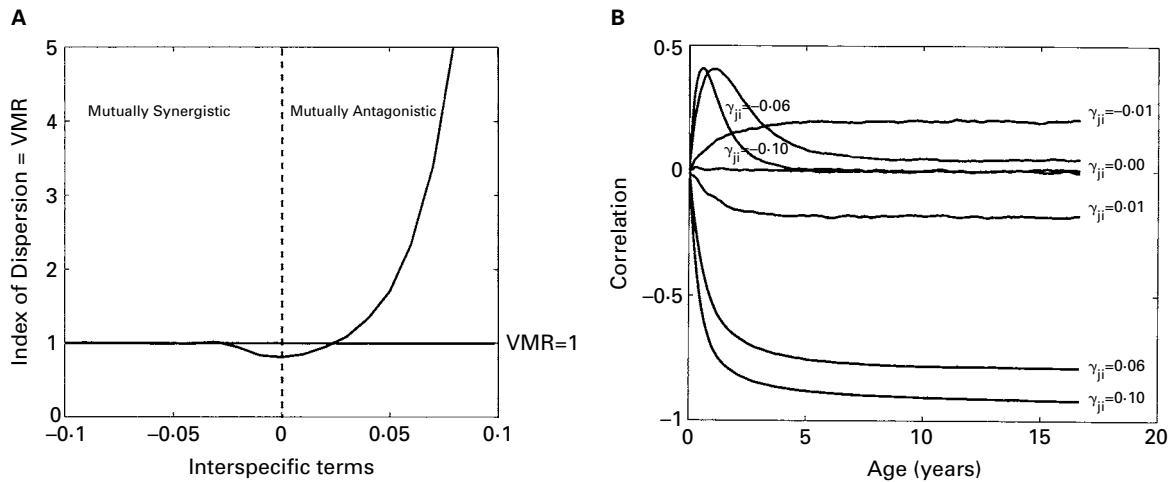 A
Index of Dispersion = VMR
5
4
3
2
1
0
Mutually Synergistic
Mutually Antagonistic
VMR=1
−0.1
−0.05
0
0.05
0.1
Interspecific terms
B
Correlation
0·5
0
−0.5
−1
γji=−0·06
γji=−0·10
γji=−0·01
γji=0·00
γji=0·01
γji=0·06
γji=0·10
0
5
10
15
20
Age (years)